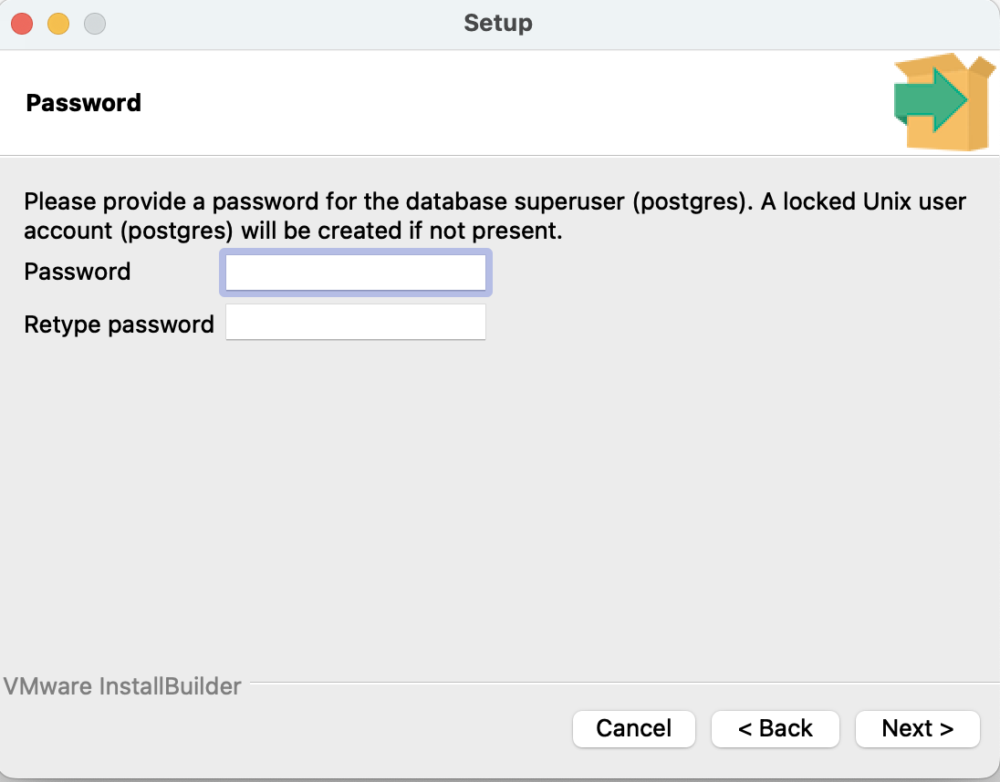 Setup
Password
Please provide a password for the database superuser (postgres). A locked Unix user
account (postgres) will be created if not present.
Password
Retype password
VMware InstallBuilder
Cancel
< Back
Next >